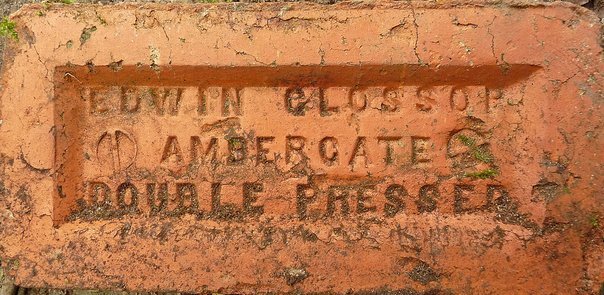 EDWIN GLOSSOP
AMBERGATE
DOUBLE PRESSED